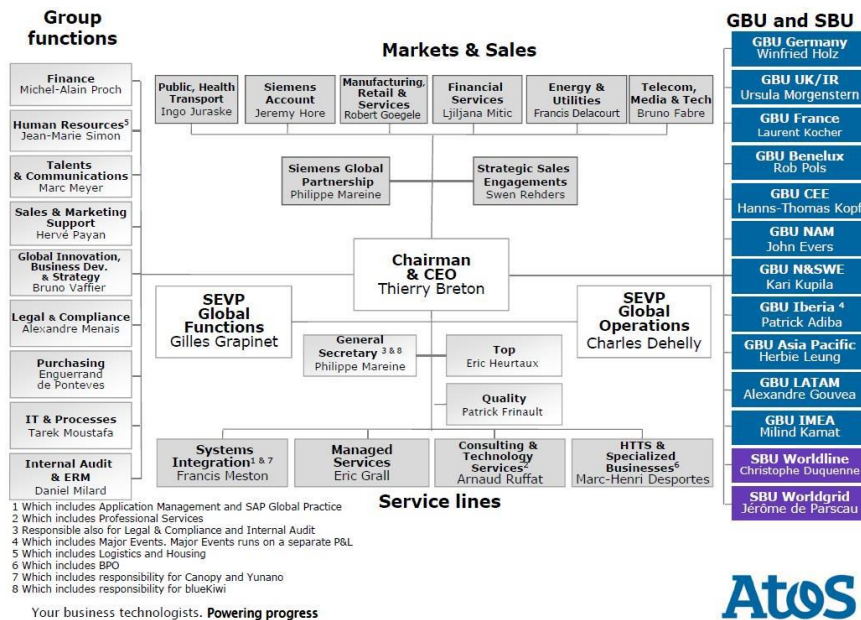 Group
functions
Finance
Michel-Alain Proch
Human Resources⁵
Jean-Marie Simon
Talents
& Communications
Marc Meyer
Sales & Marketing
Support
Hervé Payan
Global Innovation,
Business Dev.
& Strategy
Bruno Vaffier
Legal & Compliance
Alexandre Menais
Purchasing
Enguerrand
de Ponteves
IT & Processes
Tarek Moustafa
Internal Audit
& ERM
Daniel Milard
Markets & Sales
Public, Health
Transport
Ingo Juraske
Siemens
Account
Jeremy Hore
Manufacturing,
Retail &
Services
Robert Goegele
Financial
Services
Ljiljana Mitic
Energy &
Utilities
Francis Delacourt
Telecom,
Media & Tech
Bruno Fabre
Siemens Global
Partnership
Philippe Mareine
Strategic Sales
Engagements
Swen Rehders
Chairman
& CEO
Thierry Breton
SEVP
Global
Functions
Gilles Grapinet
SEVP
Global
Operations
Charles Dehelly
General
Secretary ³ & ⁸
Philippe Mareine
Top
Eric Heurtaux
Quality
Patrick Frinault
Systems
Integration¹ & ⁷
Francis Meston
Managed
Services
Eric Grall
Consulting &
Technology
Services²
Arnaud Ruffat
HTTS &
Specialized
Businesses⁶
Marc-Henri Desportes
Service lines
GBU and SBU
GBU Germany
Winfried Holz
GBU UK/IR
Ursula Morgenstern
GBU France
Laurent Kocher
GBU Benelux
Rob Pols
GBU CEE
Hanns-Thomas Kopf
GBU NAM
John Evers
GBU N&SWE
Kari Kupila
GBU Iberia ⁴
Patrick Adiba
GBU Asia Pacific
Herbie Leung
GBU LATAM
Alexandre Gouvea
GBU IMEA
Milind Kamat
SBU Worldline
Christophe Duquenne
SBU Worldgrid
Jérôme de Parscau
1 Which includes Application Management and SAP Global Practice
2 Which includes Professional Services
3 Responsible also for Legal & Compliance and Internal Audit
4 Which includes Major Events. Major Events runs on a separate P&L
5 Which includes Logistics and Housing
6 Which includes BPO
7 Which includes responsibility for Canopy and Yunano
8 Which includes responsibility for blueKiwi
Your business technologists. Powering progress
Atos